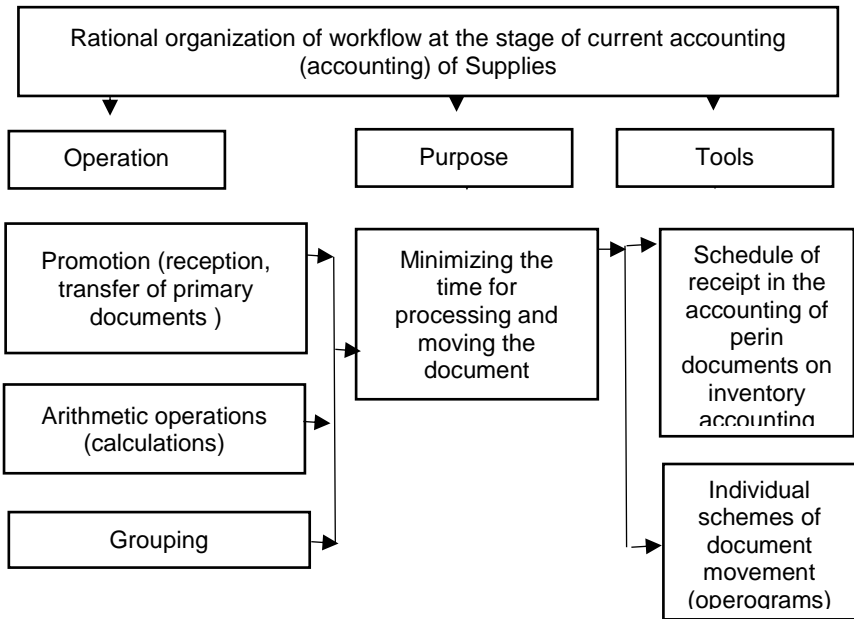 Rational organization of workflow at the stage of current accounting
(accounting) of Supplies
Operation
Purpose
Tools
Promotion (reception,
transfer of primary
documents )
Minimizing the
time for
processing and
moving the
document
Schedule of
receipt in the
accounting of
perin
documents on
inventory
accounting
Arithmetic operations
(calculations)
Grouping
Individual
schemes of
document
movement
(operograms)